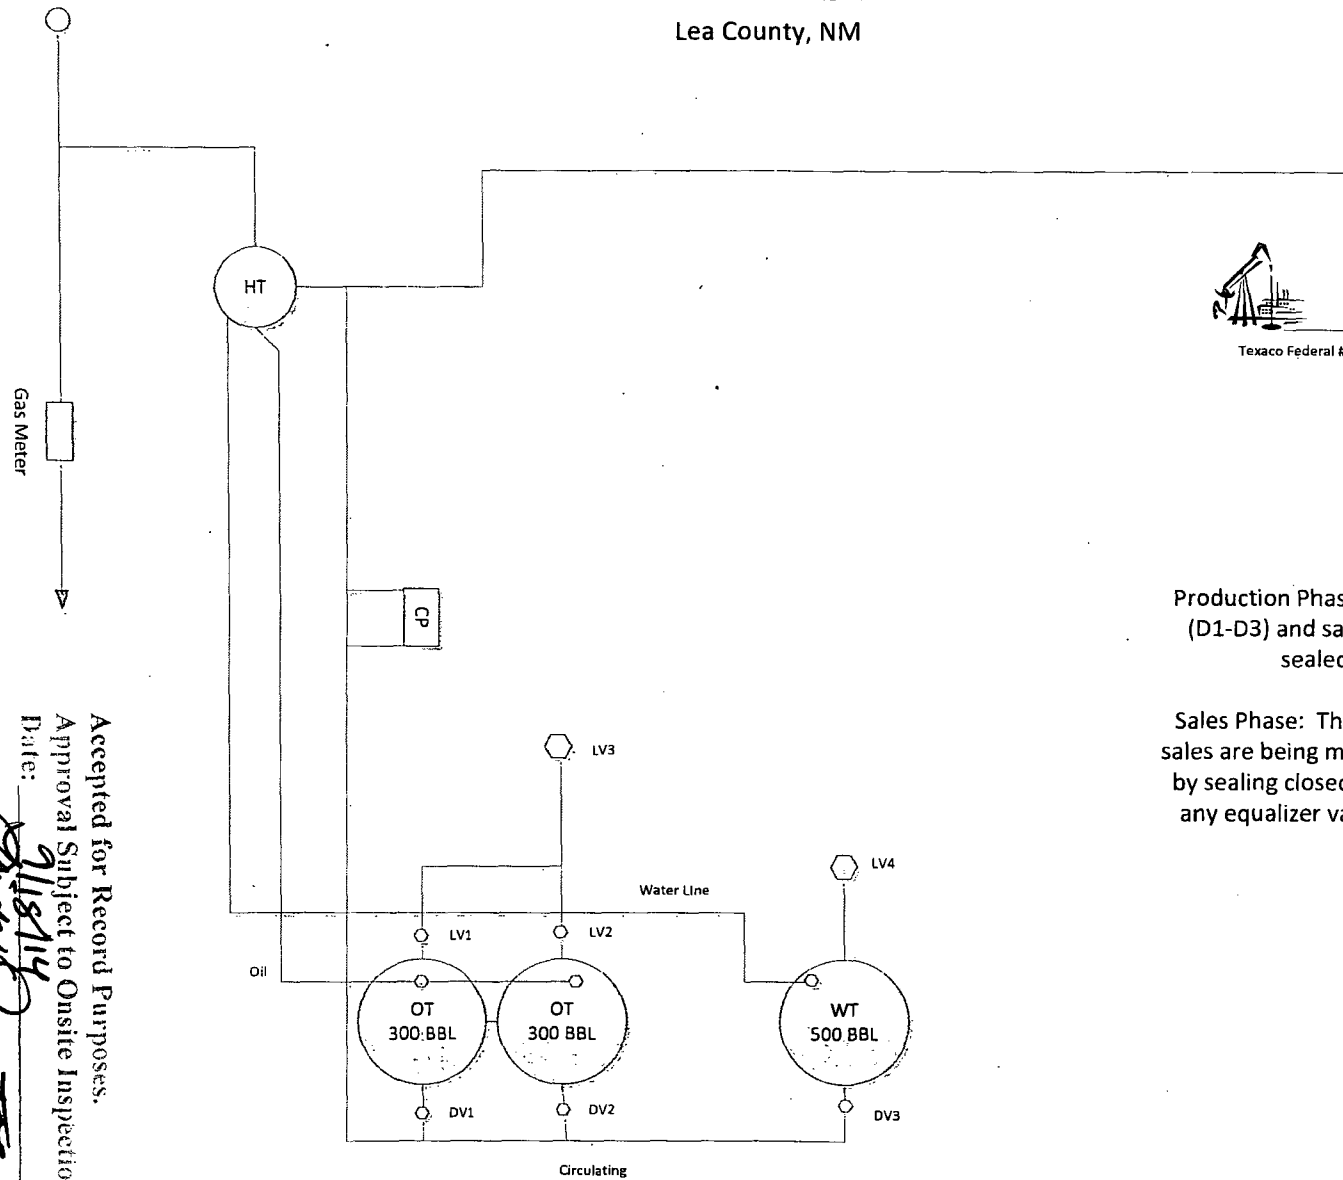 Lea County, NM
HT
Texaco Federal #
Gas Meter
CP
Production Phas
(D1-D3) and sa
sealed
Sales Phase: Th
sales are being m
by sealing closed
any equalizer va
LV3
LV4
Water Line
LV1
LV2
Oil
OT
300 BBL
OT
300 BBL
WT
500 BBL
DV1
DV2
DV3
Circulating
Accepted for Record Purposes.
Approval Subject to Onsite Inspectio
Date: 9/18/14